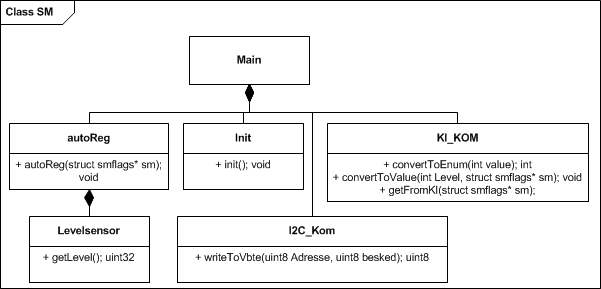 Class SM
Main
autoReg
+ autoReg(struct smflags* sm);
void
Init
+ init(); void
KI_KOM
+ convertToEnum(int value); int
+ convertToValue(int Level, struct smflags* sm); void
+ getFromKI(struct smflags* sm);
Levelsensor
+ getLevel(); uint32
I2C_Kom
+ writeToVbte(uint8 Adresse, uint8 besked); uint8